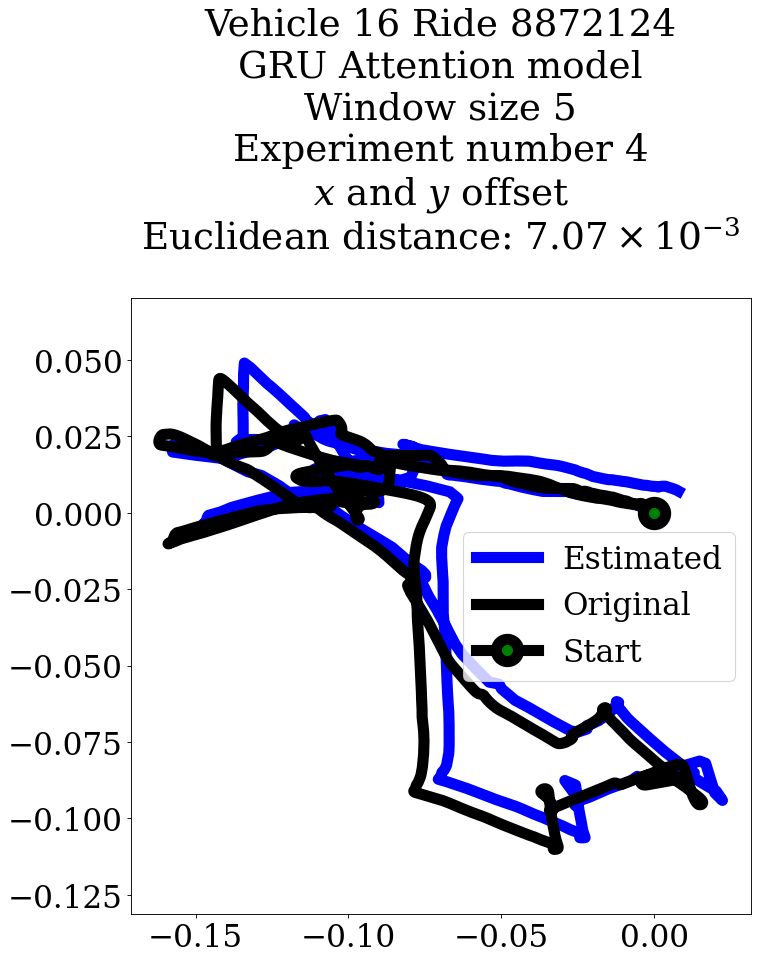 Vehicle 16 Ride 8872124
GRU Attention model
Window size 5
Experiment number 4
x and y offset
Euclidean distance: 7.07 × 10⁻³
0.050
0.025
0.000
−0.025
−0.050
−0.075
−0.100
−0.125
Estimated
Original
Start
−0.15
−0.10
−0.05
0.00